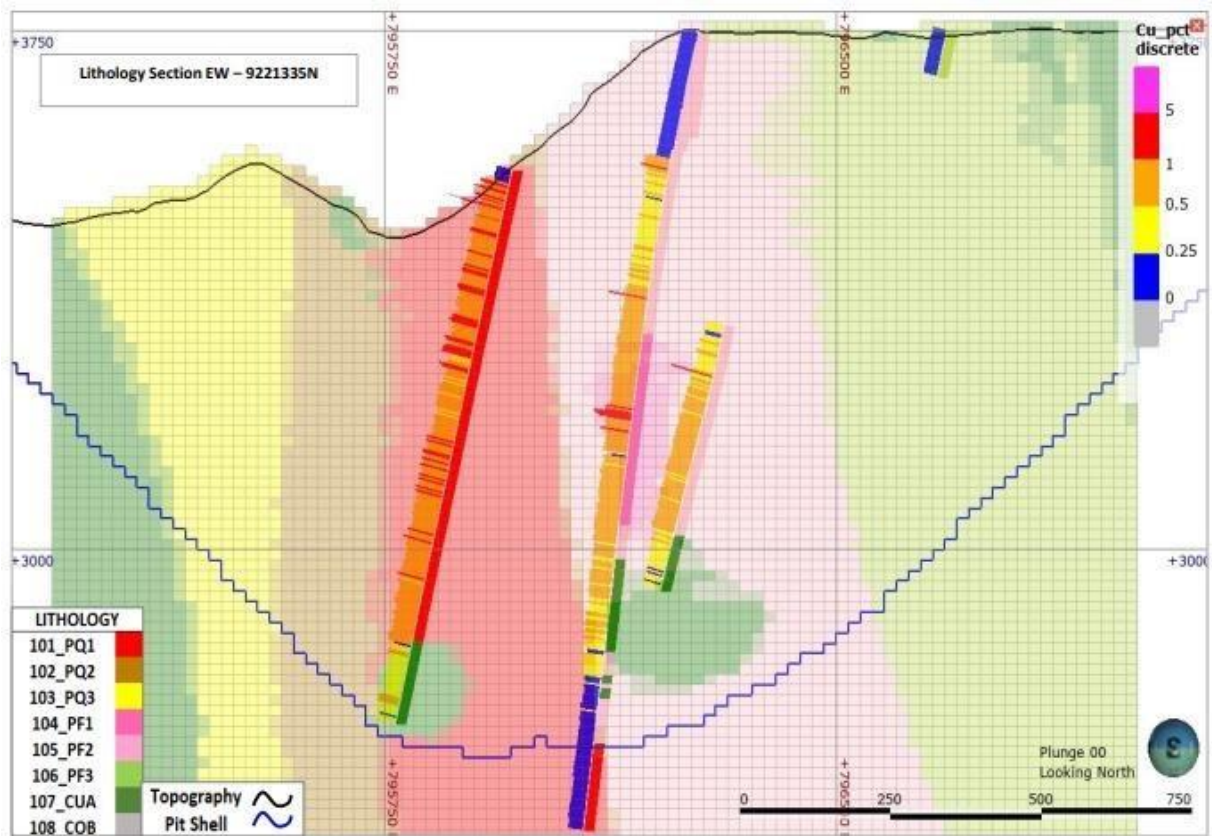 +3750
Lithology Section EW – 9221335N
+795750 E
+796500 E
Cu_pct
discrete
5
1
0.5
0.25
0
+3000
+3000
LITHOLOGY
101_PQ1
102_PQ2
103_PQ3
104_PF1
105_PF2
106_PF3
107_CUA
108_COB
Topography
Pit Shell
+795750
Plunge 00
Looking North
0
250
500
750